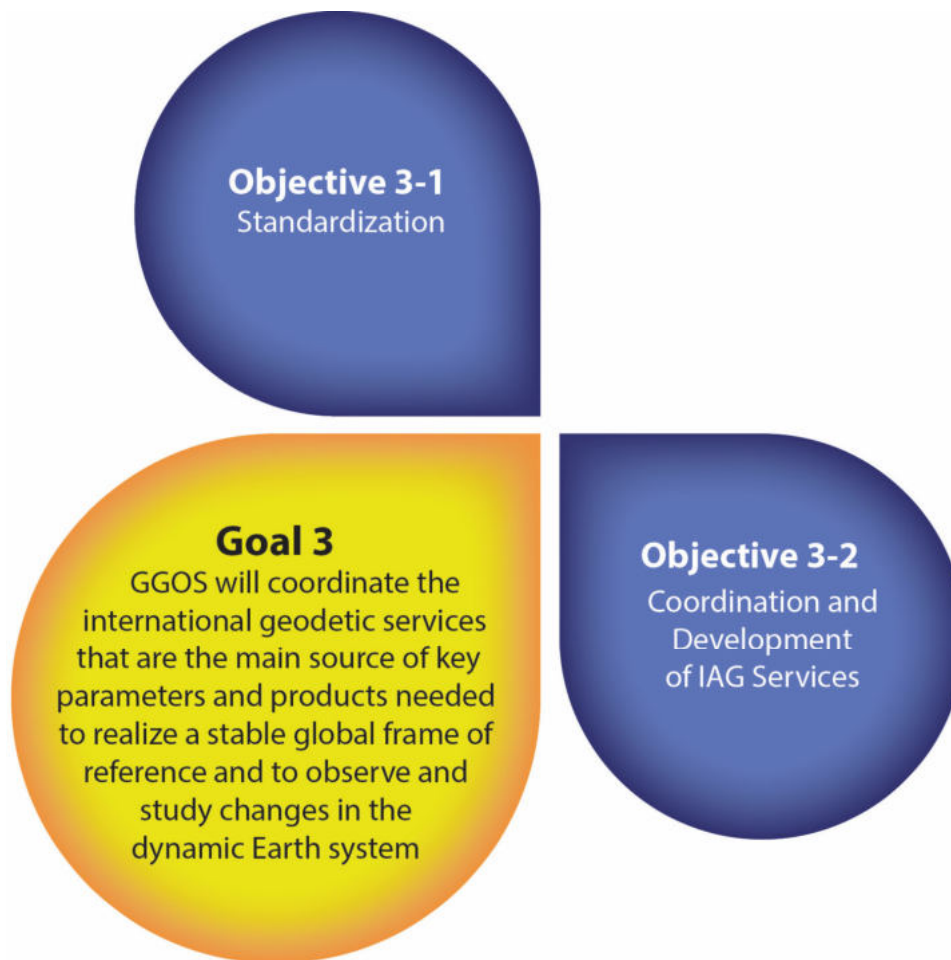 Objective 3-1
Standardization
Goal 3
GGOS will coordinate the
international geodetic services
that are the main source of key
parameters and products needed
to realize a stable global frame of
reference and to observe and
study changes in the
dynamic Earth system
Objective 3-2
Coordination and
Development
of IAG Services